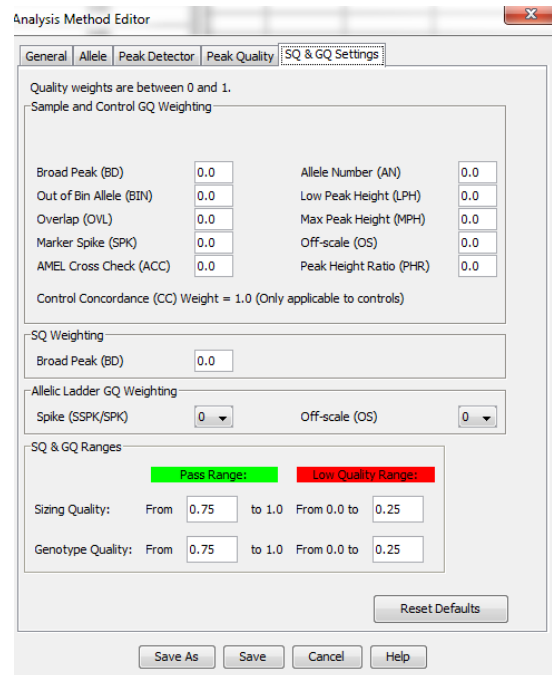 Analysis Method Editor
General Allele Peak Detector Peak Quality SQ & GQ Settings
Quality weights are between 0 and 1.
Sample and Control GQ Weighting
Broad Peak (BD) 0.0 Allele Number (AN) 0.0
Out of Bin Allele (BIN) 0.0 Low Peak Height (LPH) 0.0
Overlap (OVL) 0.0 Max Peak Height (MPH) 0.0
Marker Spike (SPK) 0.0 Off-scale (OS) 0.0
AMEL Cross Check (ACC) 0.0 Peak Height Ratio (PHR) 0.0
Control Concordance (CC) Weight = 1.0 (Only applicable to controls)
SQ Weighting
Broad Peak (BD) 0.0
Allelic Ladder GQ Weighting
Spike (SSPK/SPK) 0 Off-scale (OS) 0
SQ & GQ Ranges
Pass Range: Low Quality Range:
Sizing Quality: From 0.75 to 1.0 From 0.0 to 0.25
Genotype Quality: From 0.75 to 1.0 From 0.0 to 0.25
Reset Defaults
Save As Save Cancel Help